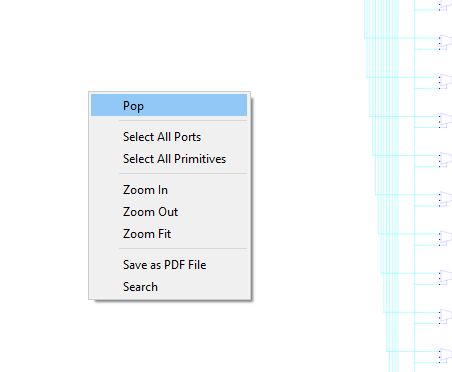 Pop
Select All Ports
Select All Primitives
Zoom In
Zoom Out
Zoom Fit
Save as PDF File
Search